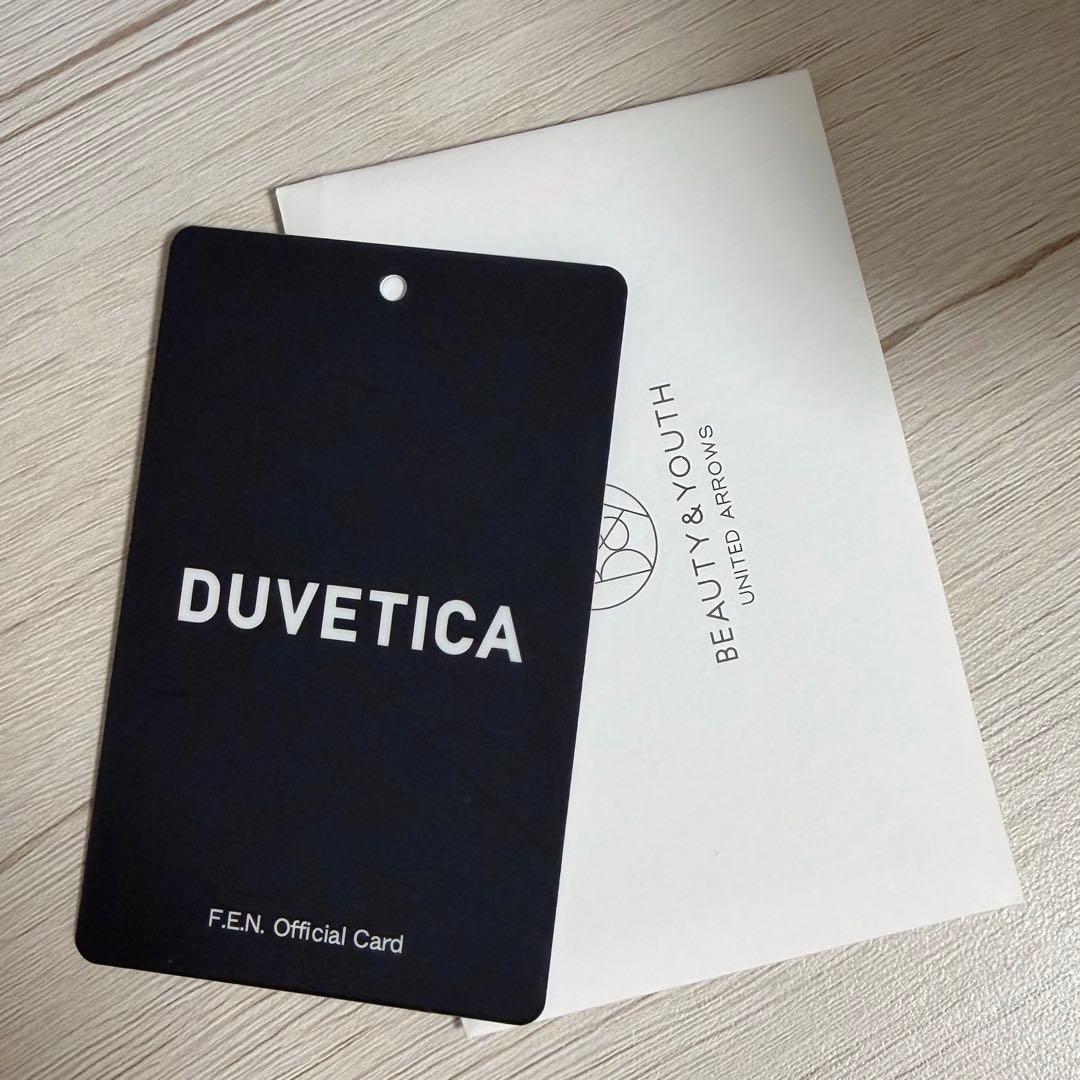 DUVETICA
F.E.N. Official Card
BEAUTY & YOUTH
UNITED ARROWS